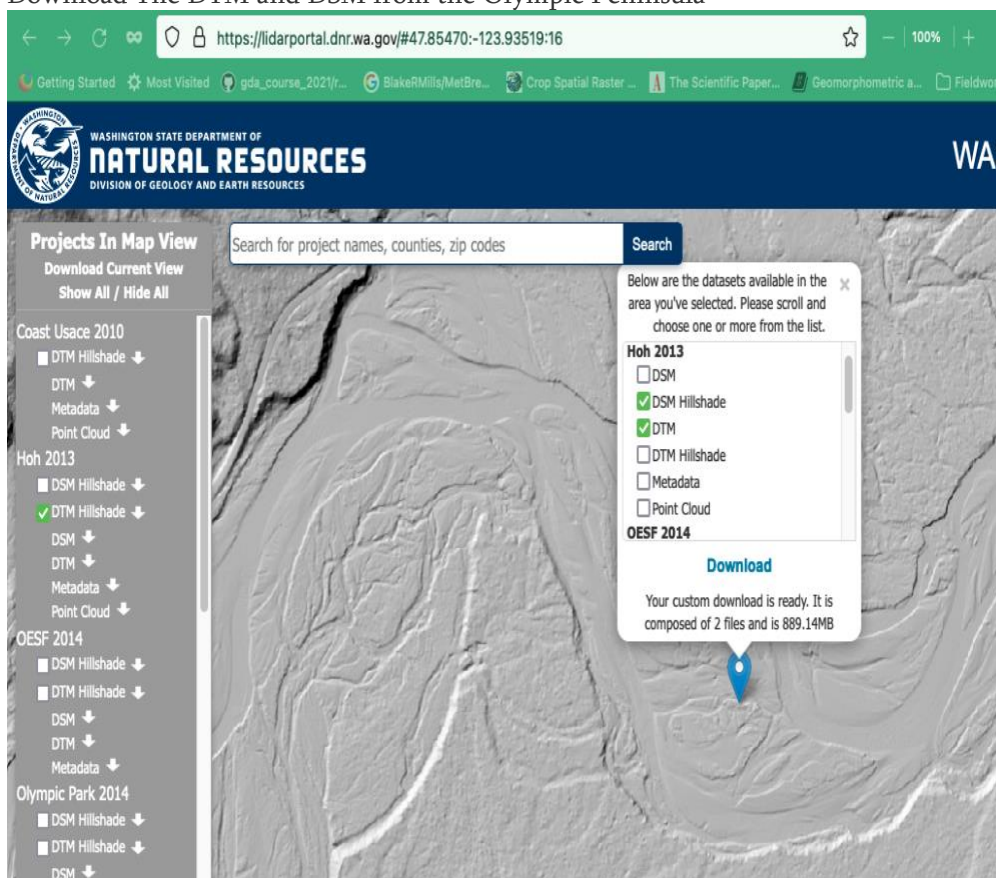 Download The DTM and DSM from the Olympic Peninsula
https://lidarportal.dnr.wa.gov/#47.85470:-123.93519:16
100%
Getting Started
Most Visited
gda_course_2021/r...
BlakeRMills/MetBre...
Crop Spatial Raster ...
The Scientific Paper...
Geomorphometric a...
Fieldwor
WASHINGTON STATE DEPARTMENT OF
NATURAL RESOURCES
DIVISION OF GEOLOGY AND EARTH RESOURCES
WA
Projects In Map View
Download Current View
Show All / Hide All
Coast Usace 2010
DTM Hillshade
DTM
Metadata
Point Cloud
Hoh 2013
DSM Hillshade
DTM Hillshade
DSM
DTM
Metadata
Point Cloud
OESF 2014
DSM Hillshade
DTM Hillshade
DSM
DTM
Metadata
Olympic Park 2014
DSM Hillshade
DTM Hillshade
DSM
Search for project names, counties, zip codes
Search
Below are the datasets available in the
area you've selected. Please scroll and
choose one or more from the list.
Hoh 2013
DSM
DSM Hillshade
DTM
DTM Hillshade
Metadata
Point Cloud
OESF 2014
Download
Your custom download is ready. It is
composed of 2 files and is 889.14MB